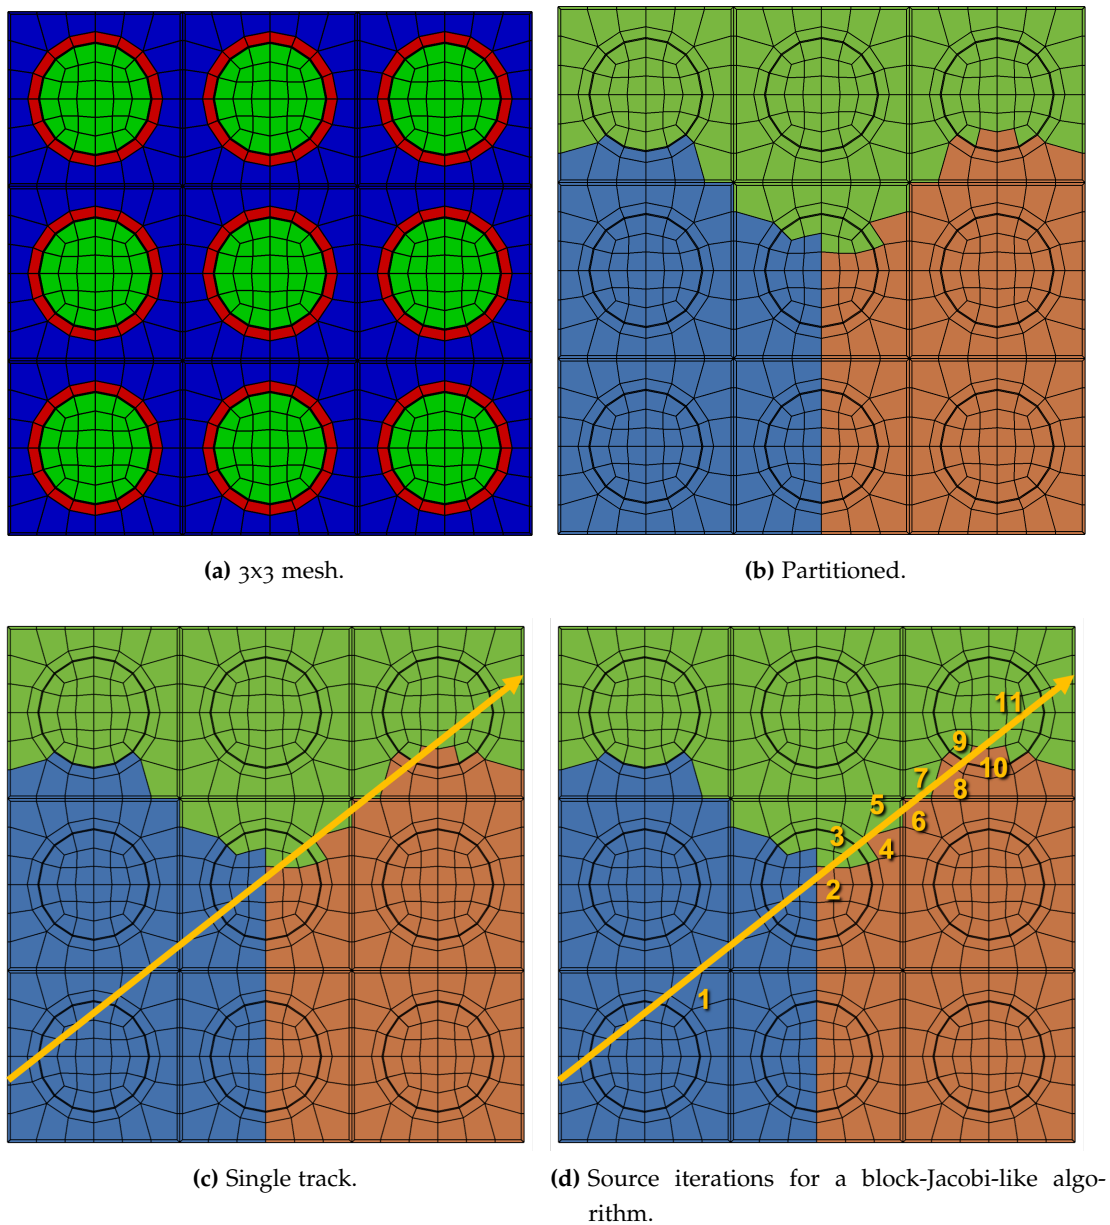 (a) 3x3 mesh.
(b) Partitioned.
(c) Single track.
11
9
10
7
8
5
6
3
4
2
1
(d) Source iterations for a block-Jacobi-like algo-
rithm.